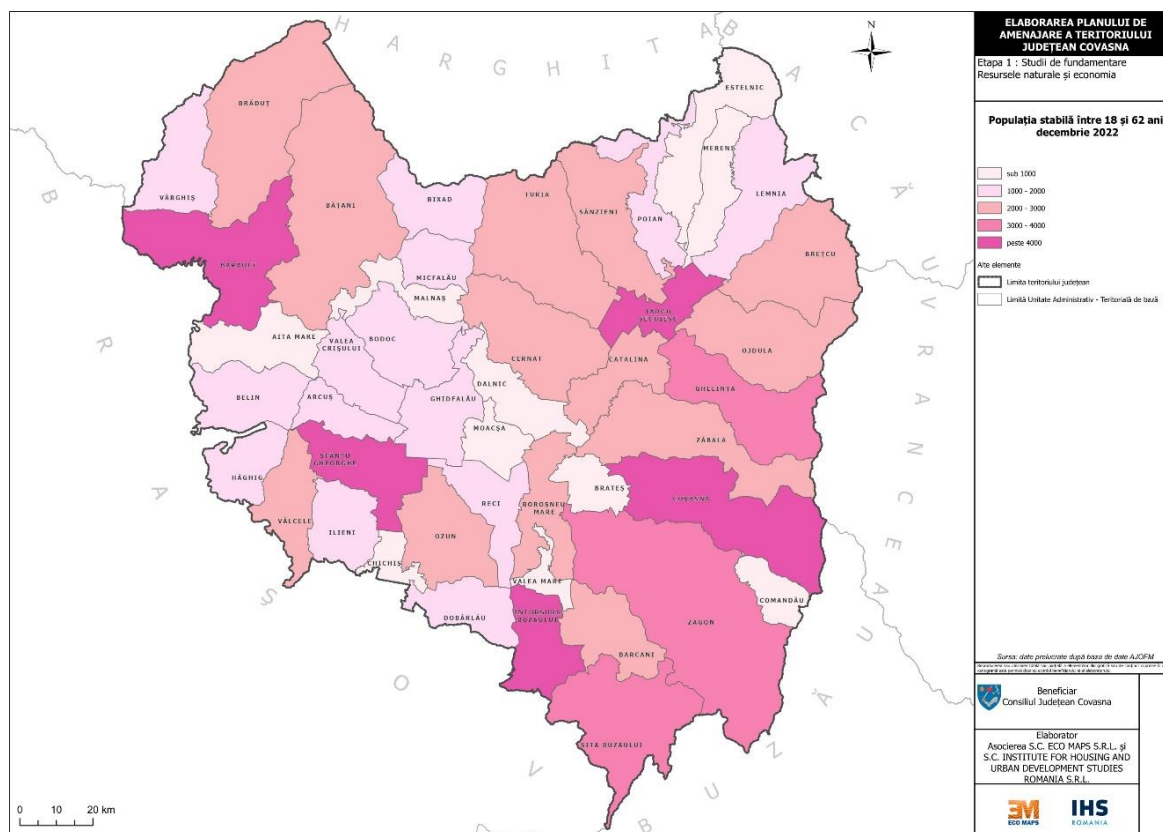 ELABORAREA PLANULUI DE
AMENAJARE A TERITORIULUI
JUDEȚEAN COVASNA
Etapa 1 : Studii de fundamentare
Resursele naturale și economia
Populația stabilă între 18 și 62 ani
decembrie 2022
sub 1000
1000 - 2000
2000 - 3000
3000 - 4000
peste 4000
Alte elemente
Limita teritoriului județean
Limită Unitate Administrativ - Teritorială de bază
HARGHITA
BACĂU
VRANCEA
BUZĂU
BRAȘOV
N
ESTELNIC
BRĂDUȚ
MERENI
VÂRGHIȘ
BĂȚANI
BIXAD
TURIA
SÂNZIENI
POIAN
LEMNIA
BREȚCU
BARAOLT
MICFALĂU
MALNAȘ
TÂRGU
SECUIESC
AITA MARE
VALEA
CRIȘULUI
BODOC
CERNAT
CATALINA
OJDULA
DALNIC
GHELINȚA
BELIN
ARCUȘ
GHIDFALĂU
MOACȘA
ZĂBALA
SFÂNTU
GHEORGHE
HĂGHIG
BRATEȘ
COVASNA
RECI
BOROȘNEU
MARE
VÂLCELE
ILIENI
OZUN
CHICHIȘ
VALEA MARE
COMANDĂU
DOBÂRLĂU
ÎNTORSURA
BUZĂULUI
ZAGON
BARCANI
SITA BUZĂULUI
0 10 20 km
Sursa: date prelucrate după baza de date AJOFM
Beneficiar
Consiliul Județean Covasna
Elaborator
Asocierea S.C. ECO MAPS S.R.L. și
S.C. INSTITUTE FOR HOUSING AND
URBAN DEVELOPMENT STUDIES
ROMANIA S.R.L.
ECO MAPS
IHS
ROMANIA